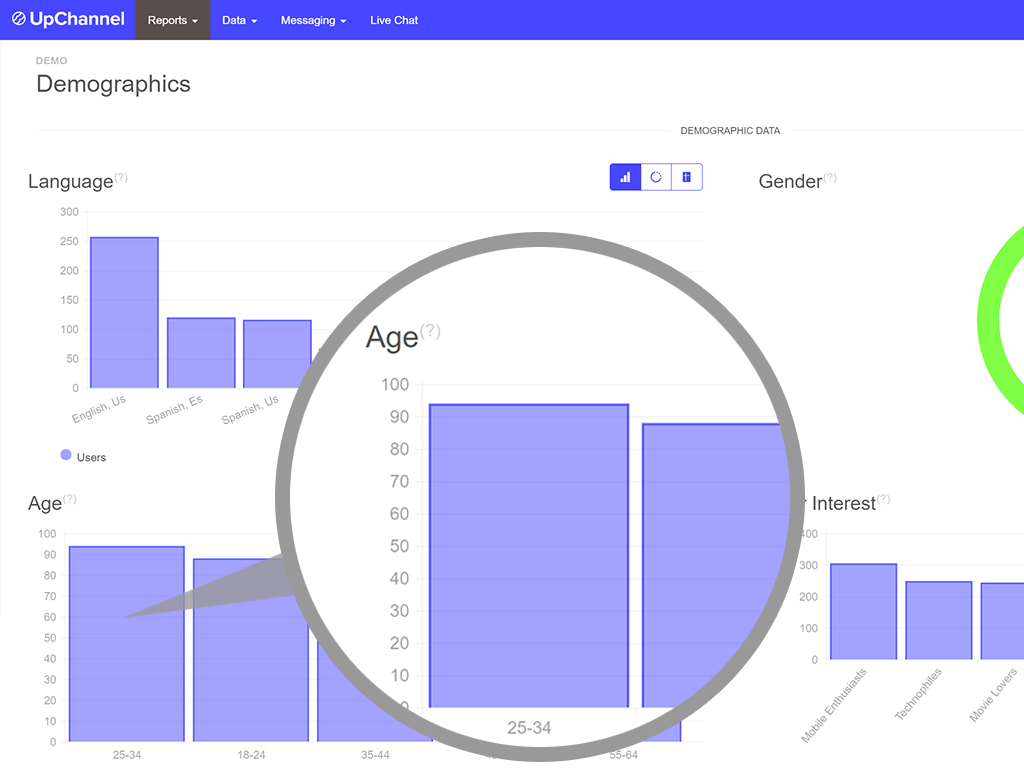 UpChannel Reports Data Messaging Live Chat
DEMO
Demographics
DEMOGRAPHIC DATA
Language(?)
Gender(?)
300
250
200
150
100
50
0
English, Us
Spanish, Es
Spanish, Us
Users
Age(?)
100
90
80
70
60
50
40
30
20
10
0
25-34
18-24
35-44
55-64
Age(?)
100
90
80
70
60
50
40
30
20
10
0
25-34
Interest(?)
400
300
200
100
0
Mobile Enthusiasts
Technophiles
Movie Lovers